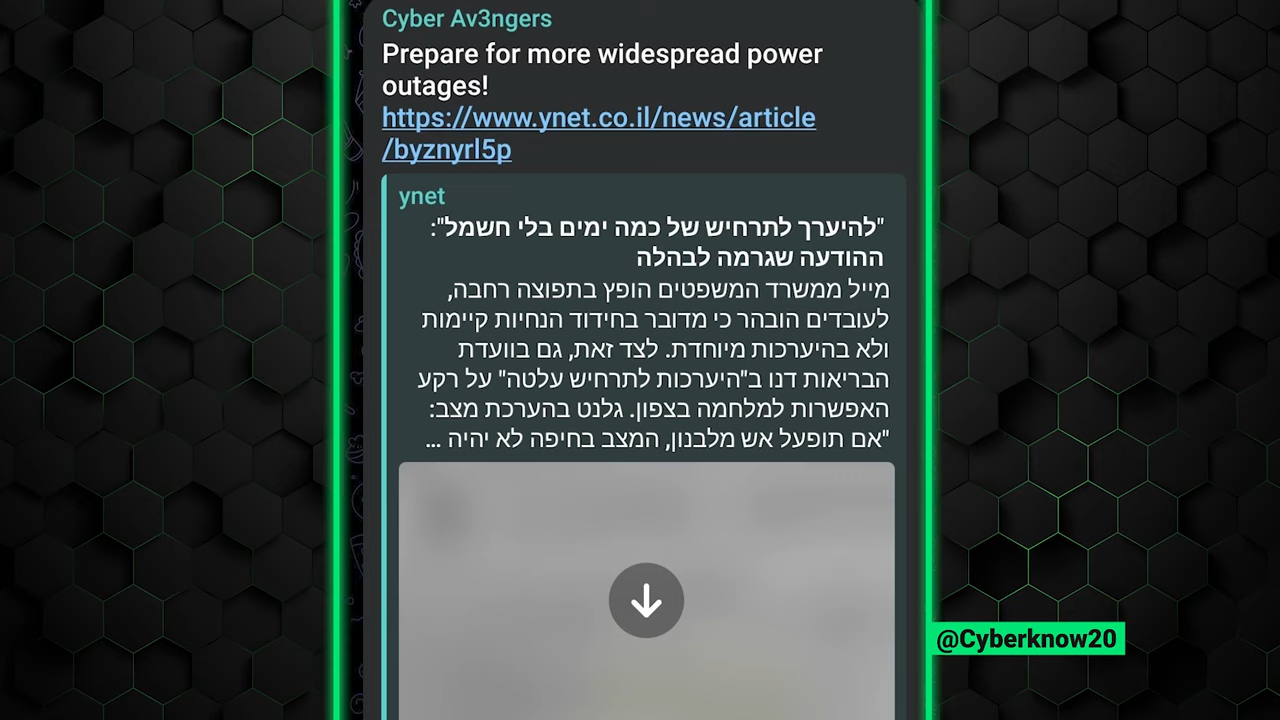 Cyber Av3ngers
Prepare for more widespread power
outages!
https://www.ynet.co.il/news/article
/byznyrl5p
ynet
"להיערך לתרחיש של כמה ימים בלי חשמל":
ההודעה שגרמה לבהלה
מייל ממשרד המשפטים הופץ בתפוצה רחבה,
לעובדים הובהר כי מדובר בחידוד הנחיות קיימות
ולא בהיערכות מיוחדת. לצד זאת, גם בוועדת
הבריאות דנו ב"היערכות לתרחיש עלטה" על רקע
האפשרות למלחמה בצפון. גלנט בהערכת מצב:
"אם תופעל אש מלבנון, המצב בחיפה לא יהיה ...
@Cyberknow20